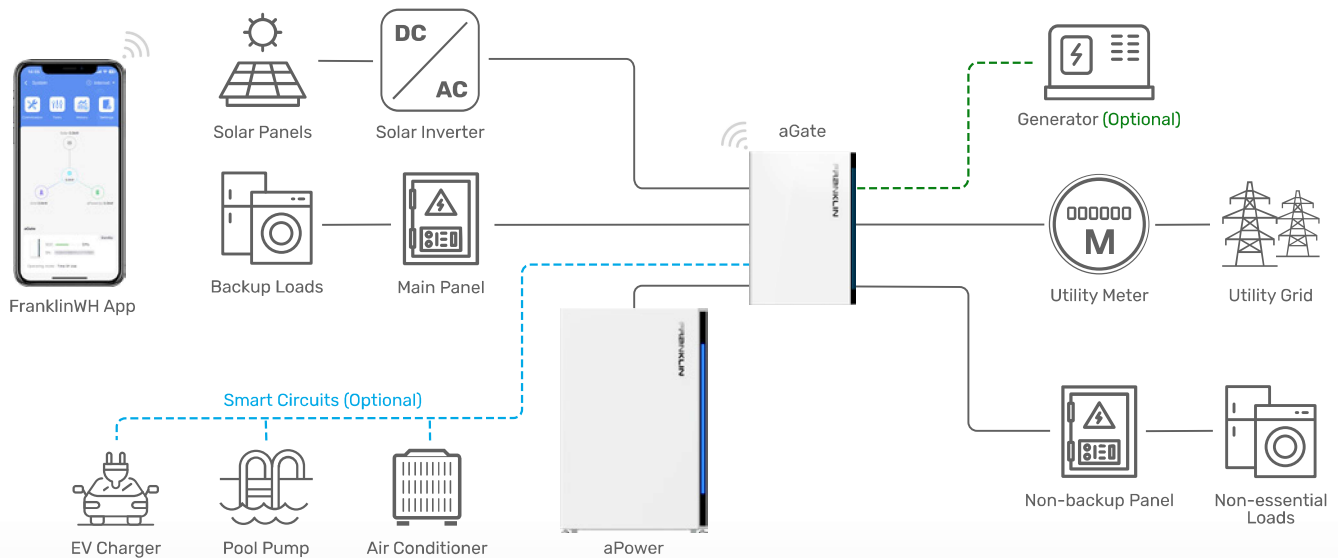 DC
AC
Solar Panels
Solar Inverter
Generator (Optional)
aGate
FRANKLIN
M
Backup Loads
Main Panel
Utility Meter
Utility Grid
System
FranklinWH App
FRANKLIN
Smart Circuits (Optional)
Non-backup Panel
Non-essential
Loads
EV Charger
Pool Pump
Air Conditioner
aPower